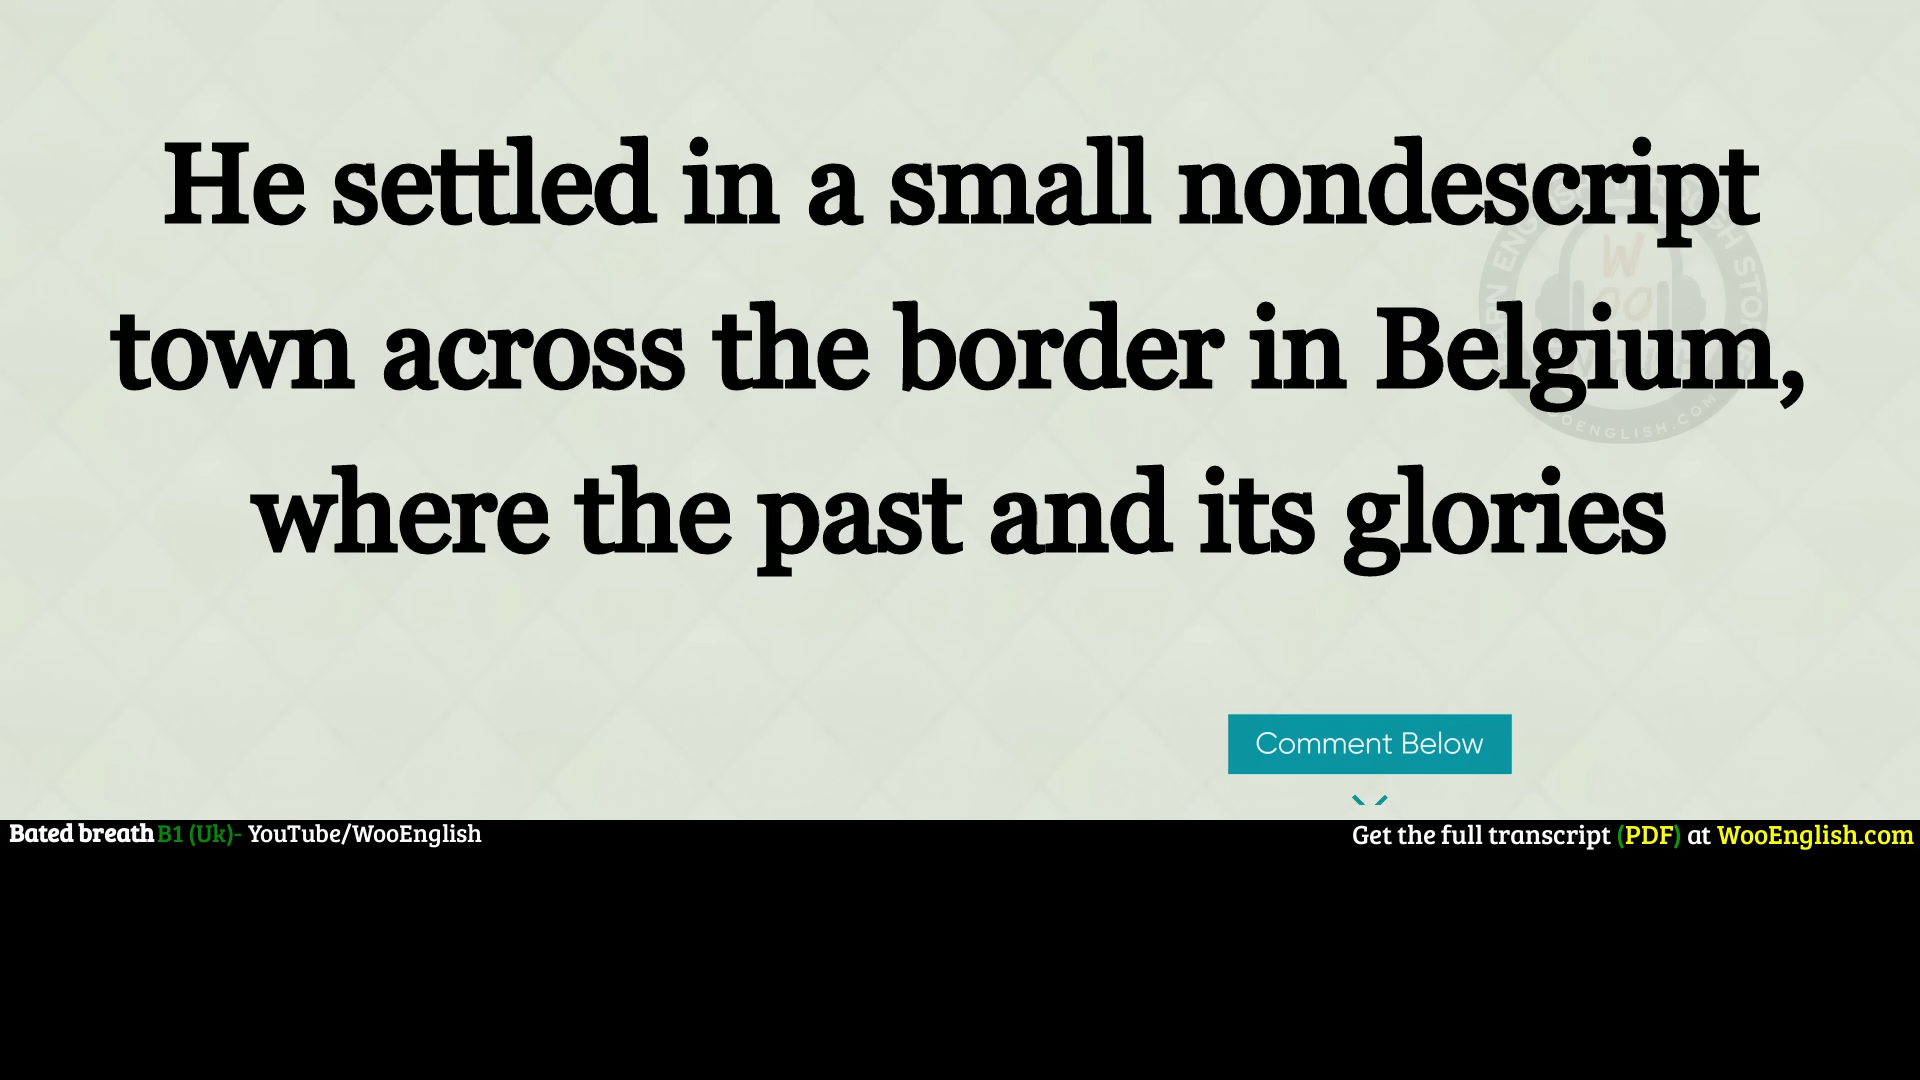 He settled in a small nondescript
town across the border in Belgium,
where the past and its glories
Comment Below
Bated breath B1 (Uk)- YouTube/WooEnglish
Get the full transcript (PDF) at WooEnglish.com